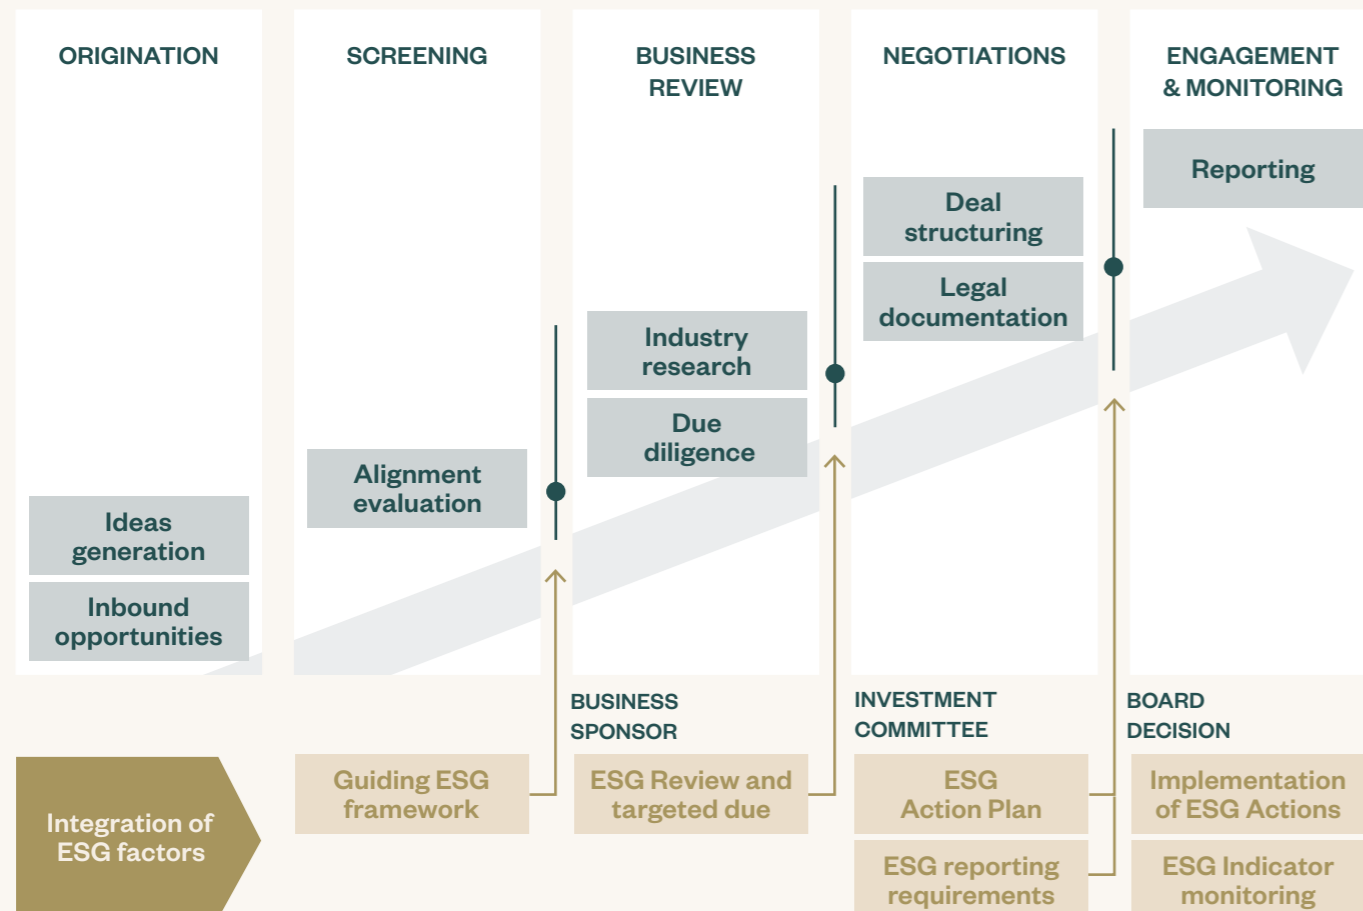 ORIGINATION
SCREENING
BUSINESS
REVIEW
NEGOTIATIONS
ENGAGEMENT
& MONITORING
Ideas
generation
Inbound
opportunities
Alignment
evaluation
Industry
research
Due
diligence
Deal
structuring
Legal
documentation
Reporting
BUSINESS
SPONSOR
INVESTMENT
COMMITTEE
BOARD
DECISION
Integration of
ESG factors
Guiding ESG
framework
ESG Review and
targeted due
ESG
Action Plan
ESG reporting
requirements
Implementation
of ESG Actions
ESG Indicator
monitoring